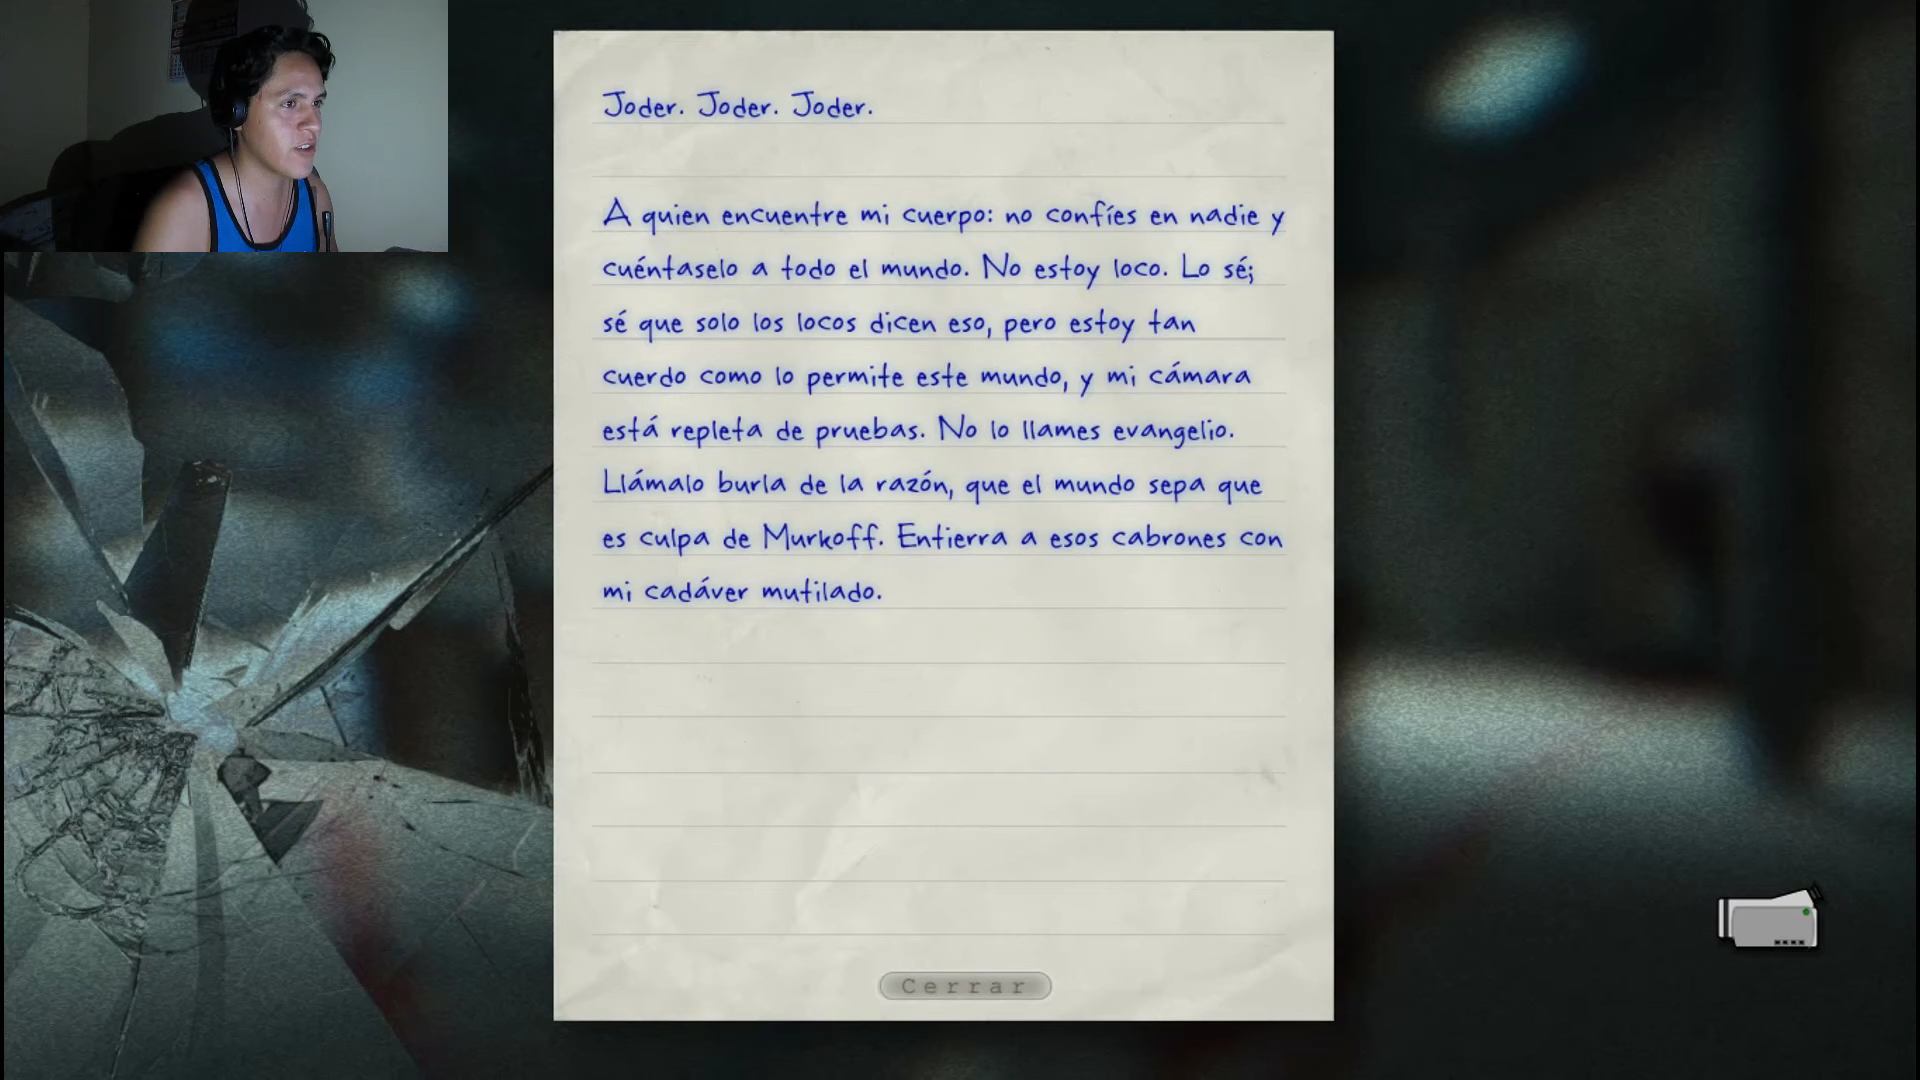 Joder. Joder. Joder.
A quien encuentre mi cuerpo: no confíes en nadie y
cuéntaselo a todo el mundo. No estoy loco. Lo sé;
sé que solo los locos dicen eso, pero estoy tan
cuerdo como lo permite este mundo, y mi cámara
está repleta de pruebas. No lo llames evangelio.
Llámalo burla de la razón, que el mundo sepa que
es culpa de Murkoff. Entierra a esos cabrones con
mi cadáver mutilado.
Cerrar